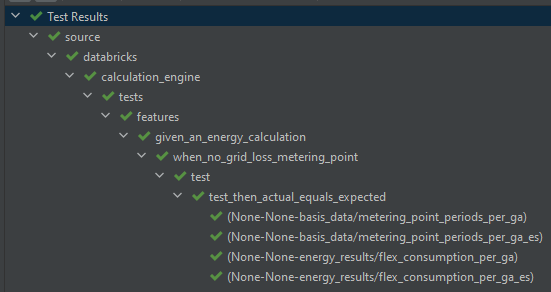 Test Results
source
databricks
calculation_engine
tests
features
given_an_energy_calculation
when_no_grid_loss_metering_point
test
test_then_actual_equals_expected
(None-None-basis_data/metering_point_periods_per_ga)
(None-None-basis_data/metering_point_periods_per_ga_es)
(None-None-energy_results/flex_consumption_per_ga)
(None-None-energy_results/flex_consumption_per_ga_es)